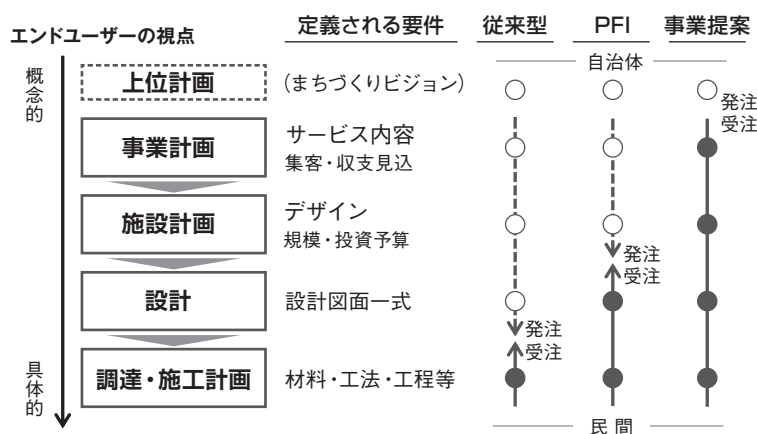 エンドユーザーの視点
定義される要件 従来型 PFI 事業提案
自治体
概念的
上位計画 (まちづくりビジョン)
発注
受注
事業計画 サービス内容
集客・収支見込
施設計画 デザイン
規模・投資予算
発注
受注
設計 設計図面一式
発注
受注
具体的
調達・施工計画 材料・工法・工程等
民間